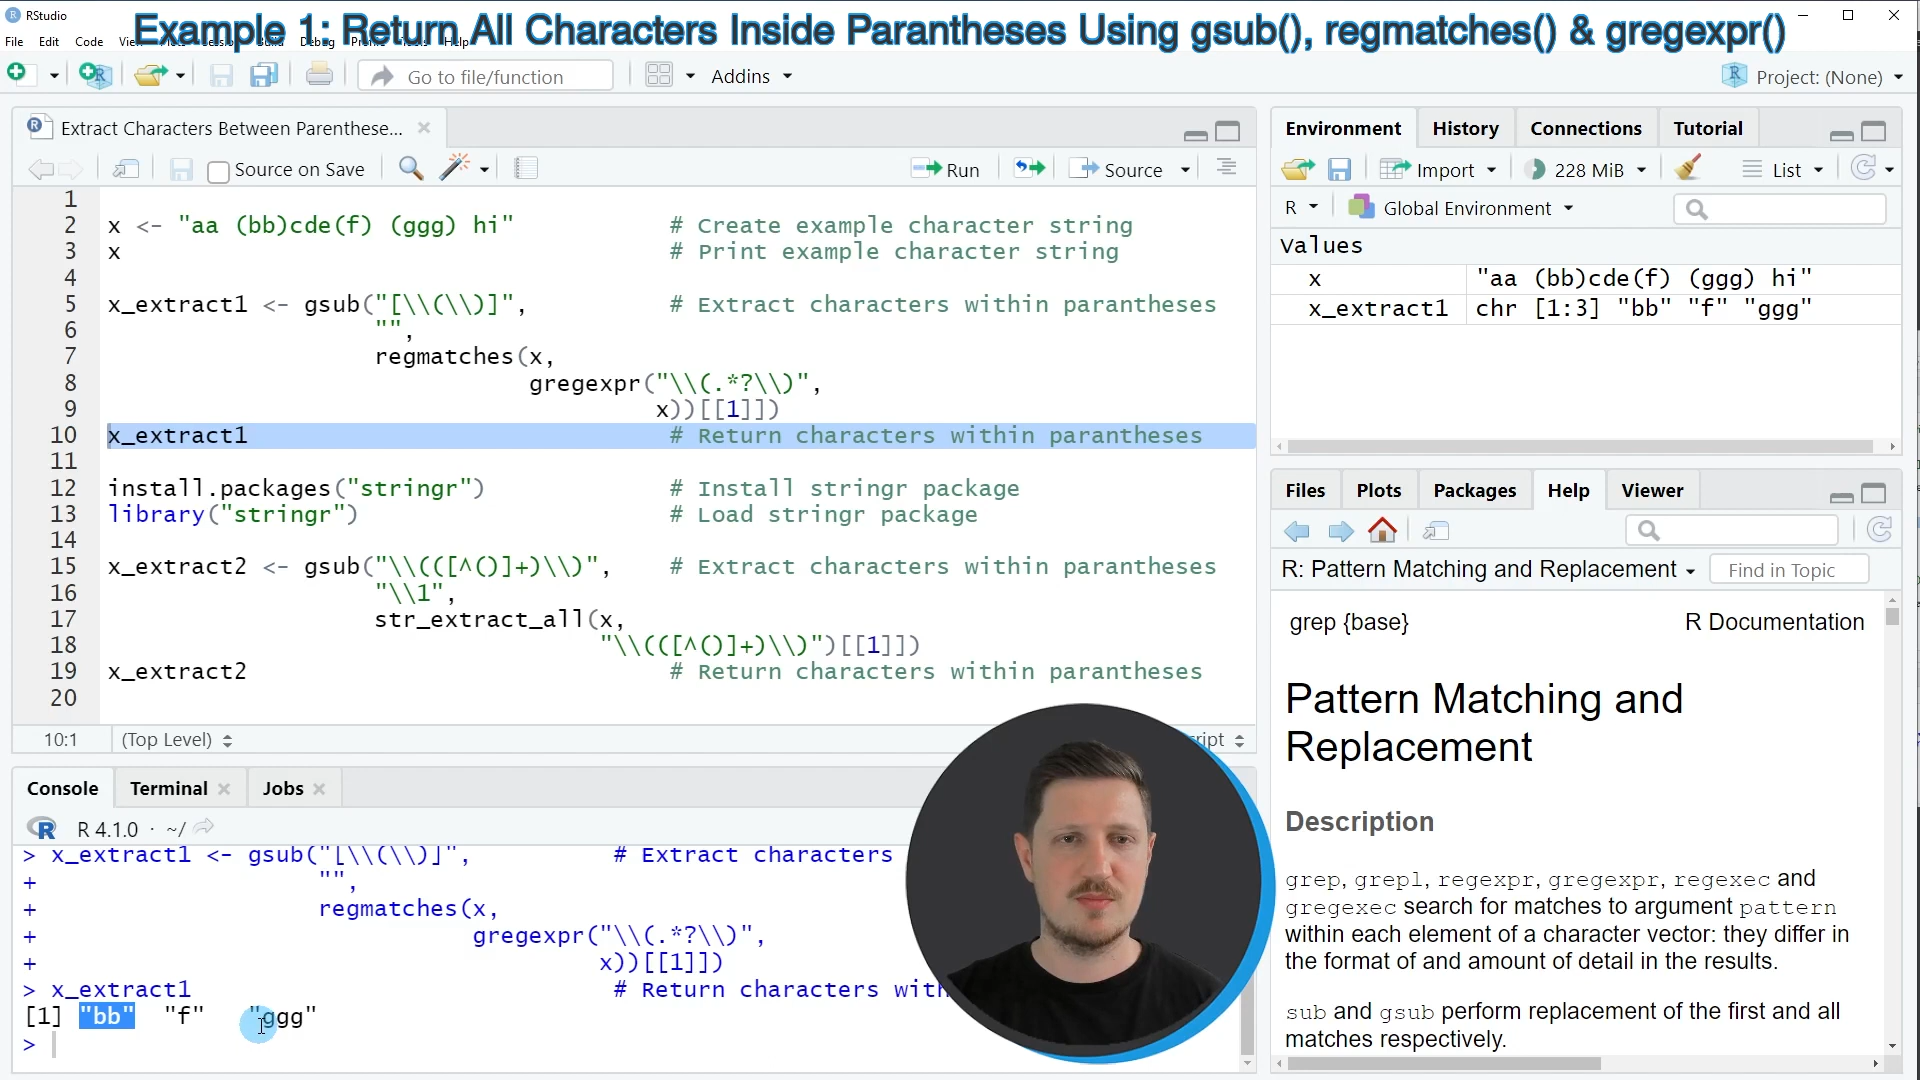 RStudio
Example 1: Return All Characters Inside Parantheses Using gsub(), regmatches() & gregexpr()
File Edit Code View Plots Session Build Debug Profile Tools Help
Go to file/function
Addins
Project: (None)
Extract Characters Between Parenthese...
Source on Save
Run
Source
1
2 x <- "aa (bb)cde(f) (ggg) hi" # Create example character string
3 x # Print example character string
4
5 x_extract1 <- gsub("[\\(\\)]", # Extract characters within parantheses
6 "",
7 regmatches(x,
8 gregexpr("\\(.*?\\)",
9 x))[[1]])
10 x_extract1 # Return characters within parantheses
11
12 install.packages("stringr") # Install stringr package
13 library("stringr") # Load stringr package
14
15 x_extract2 <- gsub("\\(([^()]+)\\)", # Extract characters within parantheses
16 "\\1",
17 str_extract_all(x,
18 "\\(([^()]+)\\)")[[1]])
19 x_extract2 # Return characters within parantheses
20
10:1 (Top Level) cript
Console Terminal Jobs
R 4.1.0 · ~/
> x_extract1 <- gsub("[\\(\\)]", # Extract characters
+ "",
+ regmatches(x,
+ gregexpr("\\(.*?\\)",
+ x))[[1]])
> x_extract1 # Return characters with
[1] "bb" "f" "ggg"
>
Environment History Connections Tutorial
Import 228 MiB List
R Global Environment
Values
x "aa (bb)cde(f) (ggg) hi"
x_extract1 chr [1:3] "bb" "f" "ggg"
Files Plots Packages Help Viewer
R: Pattern Matching and Replacement Find in Topic
grep {base} R Documentation
Pattern Matching and
Replacement
Description
grep, grepl, regexpr, gregexpr, regexec and
gregexec search for matches to argument pattern
within each element of a character vector: they differ in
the format of and amount of detail in the results.
sub and gsub perform replacement of the first and all
matches respectively.